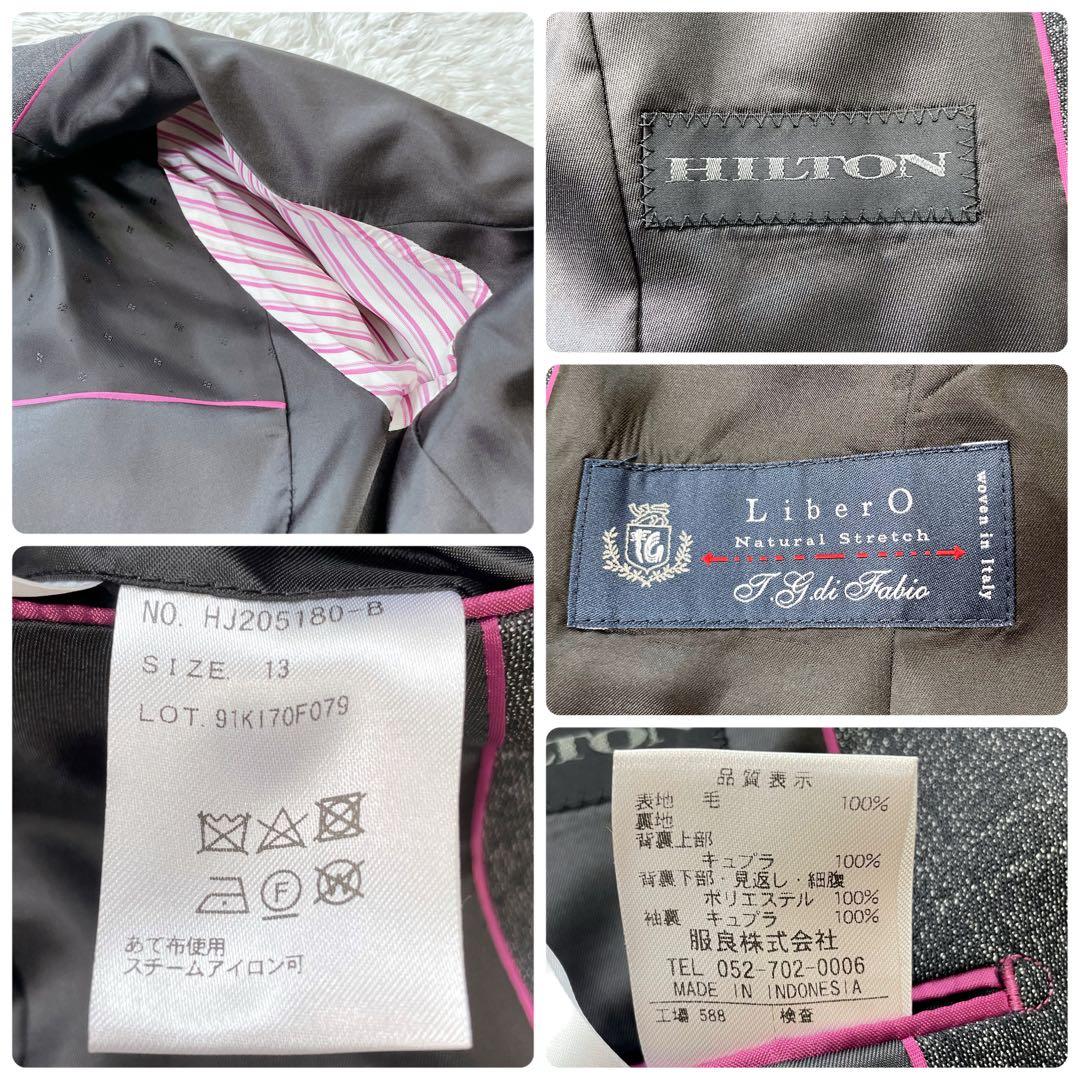 HILTON
LiberO
Natural Stretch
T.G.di Fabio
woven in Italy
NO. HJ205180-B
SIZE. 13
LOT. 91KI70F079
F
W
あて布使用
スチームアイロン可
HILTON
品質表示
表地 毛 100%
裏地
背裏上部
キュプラ 100%
背裏下部・見返し・細腹
ポリエステル 100%
袖裏 キュプラ 100%
服良株式会社
TEL 052-702-0006
MADE IN INDONESIA
工場 588 検査